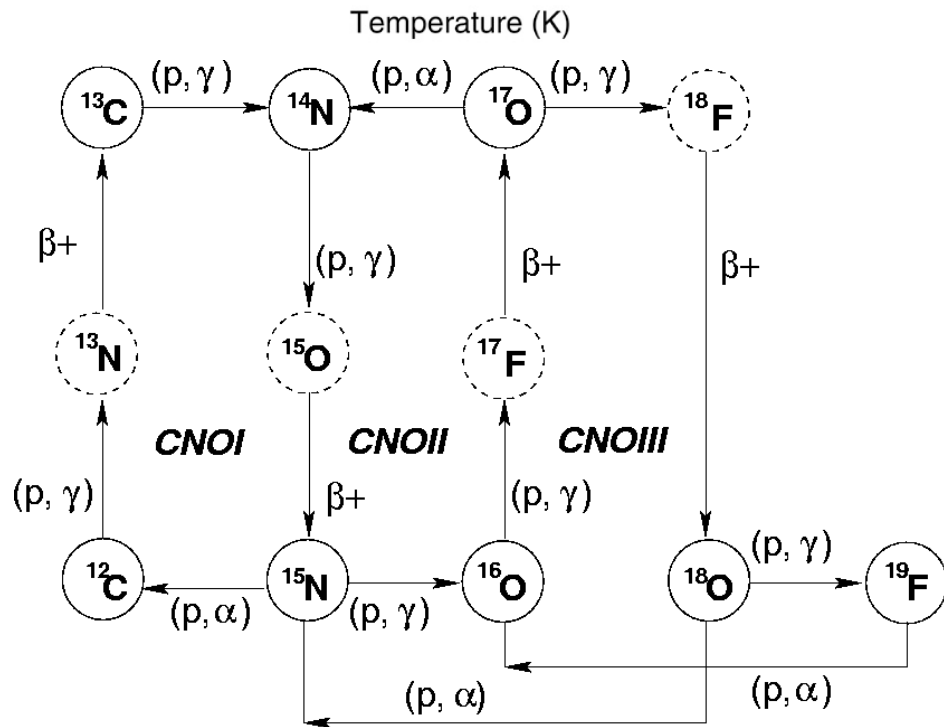 Temperature (K)
(p, γ) (p, α) (p, γ)
¹³C ¹⁴N ¹⁷O ¹⁸F
β+ (p, γ) β+ β+
¹³N ¹⁵O ¹⁷F
CNOI CNOII CNOIII
(p, γ) β+ (p, γ) (p, γ)
¹²C ¹⁵N ¹⁶O ¹⁸O ¹⁹F
(p, α) (p, γ)
(p, α) (p, α)